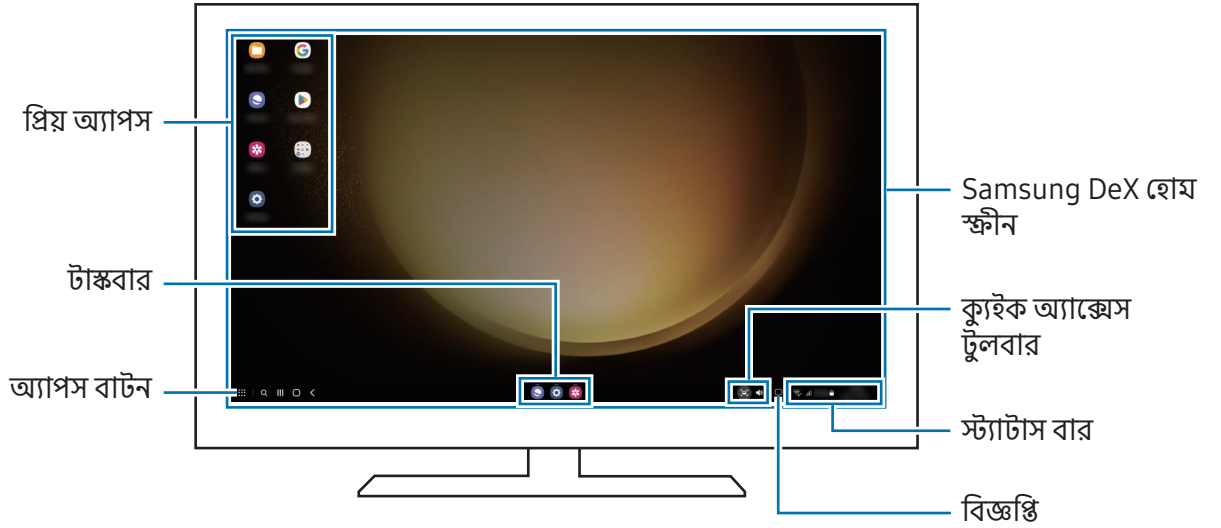 প্রিয় অ্যাপস
টাস্কবার
অ্যাপস বাটন
Samsung DeX হোম
স্ক্রীন
ক্যুইক অ্যাক্সেস
টুলবার
স্ট্যাটাস বার
বিজ্ঞপ্তি